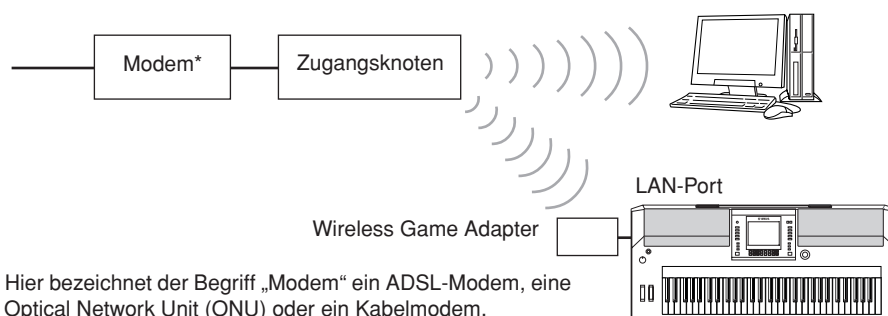 Modem*
Zugangsknoten
LAN-Port
Wireless Game Adapter
Hier bezeichnet der Begriff „Modem“ ein ADSL-Modem, eine
Optical Network Unit (ONU) oder ein Kabelmodem.